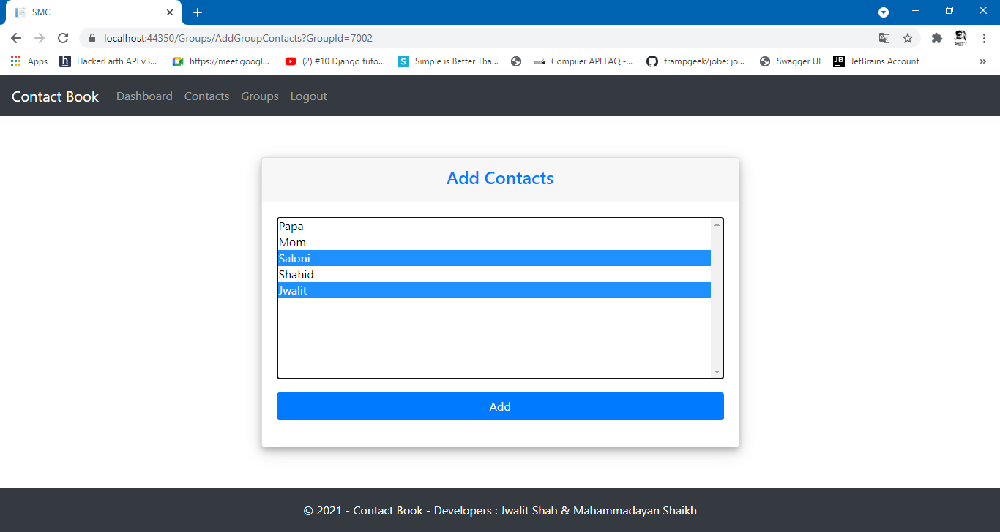 SMC
localhost:44350/Groups/AddGroupContacts?GroupId=7002
Apps h HackerEarth API v3... https://meet.googl... (2) #10 Django tuto... S Simple is Better Tha... Compiler API FAQ -... trampgeek/jobe: jo... Swagger UI JB JetBrains Account »
Contact Book Dashboard Contacts Groups Logout
Add Contacts
Papa
Mom
Saloni
Shahid
Jwalit
Add
© 2021 - Contact Book - Developers : Jwalit Shah & Mahammadayan Shaikh